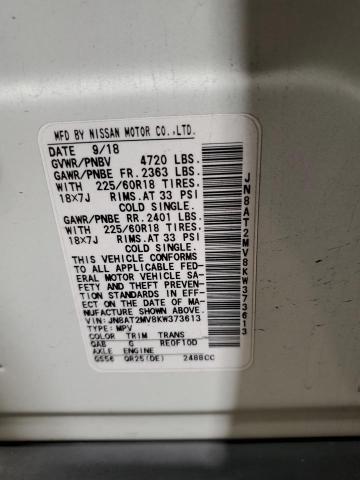 MFD BY NISSAN MOTOR CO.,LTD.
DATE 9/18
GVWR/PNBV 4720 LBS.
GAWR/PNBE FR. 2363 LBS.
WITH 225/60R18 TIRES,
18X7J RIMS.AT 33 PSI
COLD SINGLE.
GAWR/PNBE RR. 2401 LBS.
WITH 225/60R18 TIRES,
18X7J RIMS.AT 33 PSI
COLD SINGLE.
THIS VEHICLE CONFORMS
TO ALL APPLICABLE FED-
ERAL MOTOR VEHICLE SA-
FETY AND THEFT PREVEN-
TION STANDARDS IN EFF-
ECT ON THE DATE OF MA-
NUFACTURE SHOWN ABOVE.
VIN:JN8AT2MV8KW373613
TYPE:MPV
COLOR TRIM TRANS
QAB G RE0F10D
AXLE ENGINE
GS56 QR25(DE) 2488CC
JN8AT2MV8KW373613